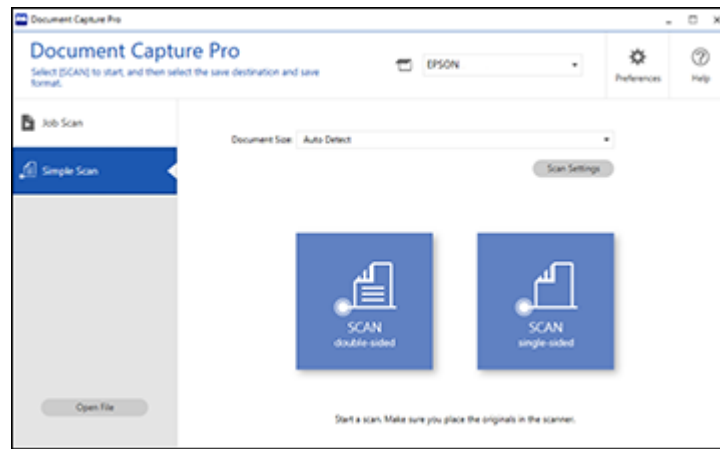 Document Capture Pro
Document Capture Pro
Select [SCAN] to start, and then select the save destination and save
format.
EPSON
Preferences
Help
Job Scan
Simple Scan
Document Size: Auto Detect
Scan Settings
SCAN
double-sided
SCAN
single-sided
Open File
Start a scan. Make sure you place the originals in the scanner.